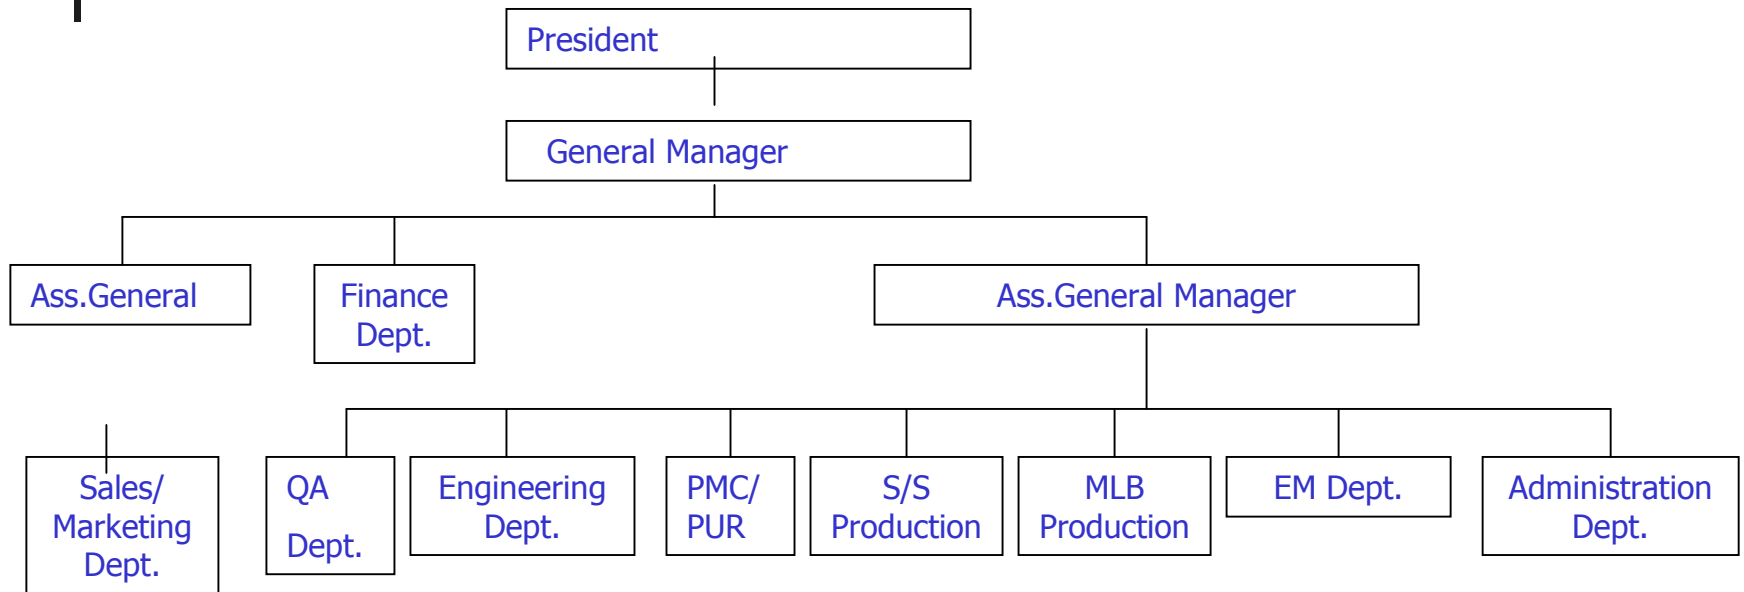 President
General Manager
Ass.General
Finance
Dept.
Ass.General Manager
Sales/
Marketing
Dept.
QA
Dept.
Engineering
Dept.
PMC/
PUR
S/S
Production
MLB
Production
EM Dept.
Administration
Dept.